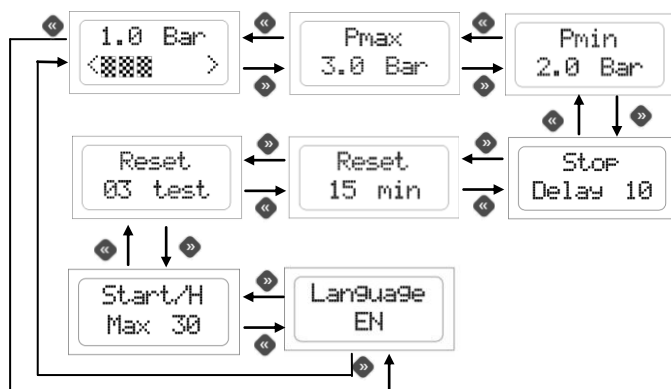 1.0 Bar
< >
Pmax
3.0 Bar
Pmin
2.0 Bar
Reset
03 test
Reset
15 min
Stop
Delay 10
Start/H
Max 30
Language
EN